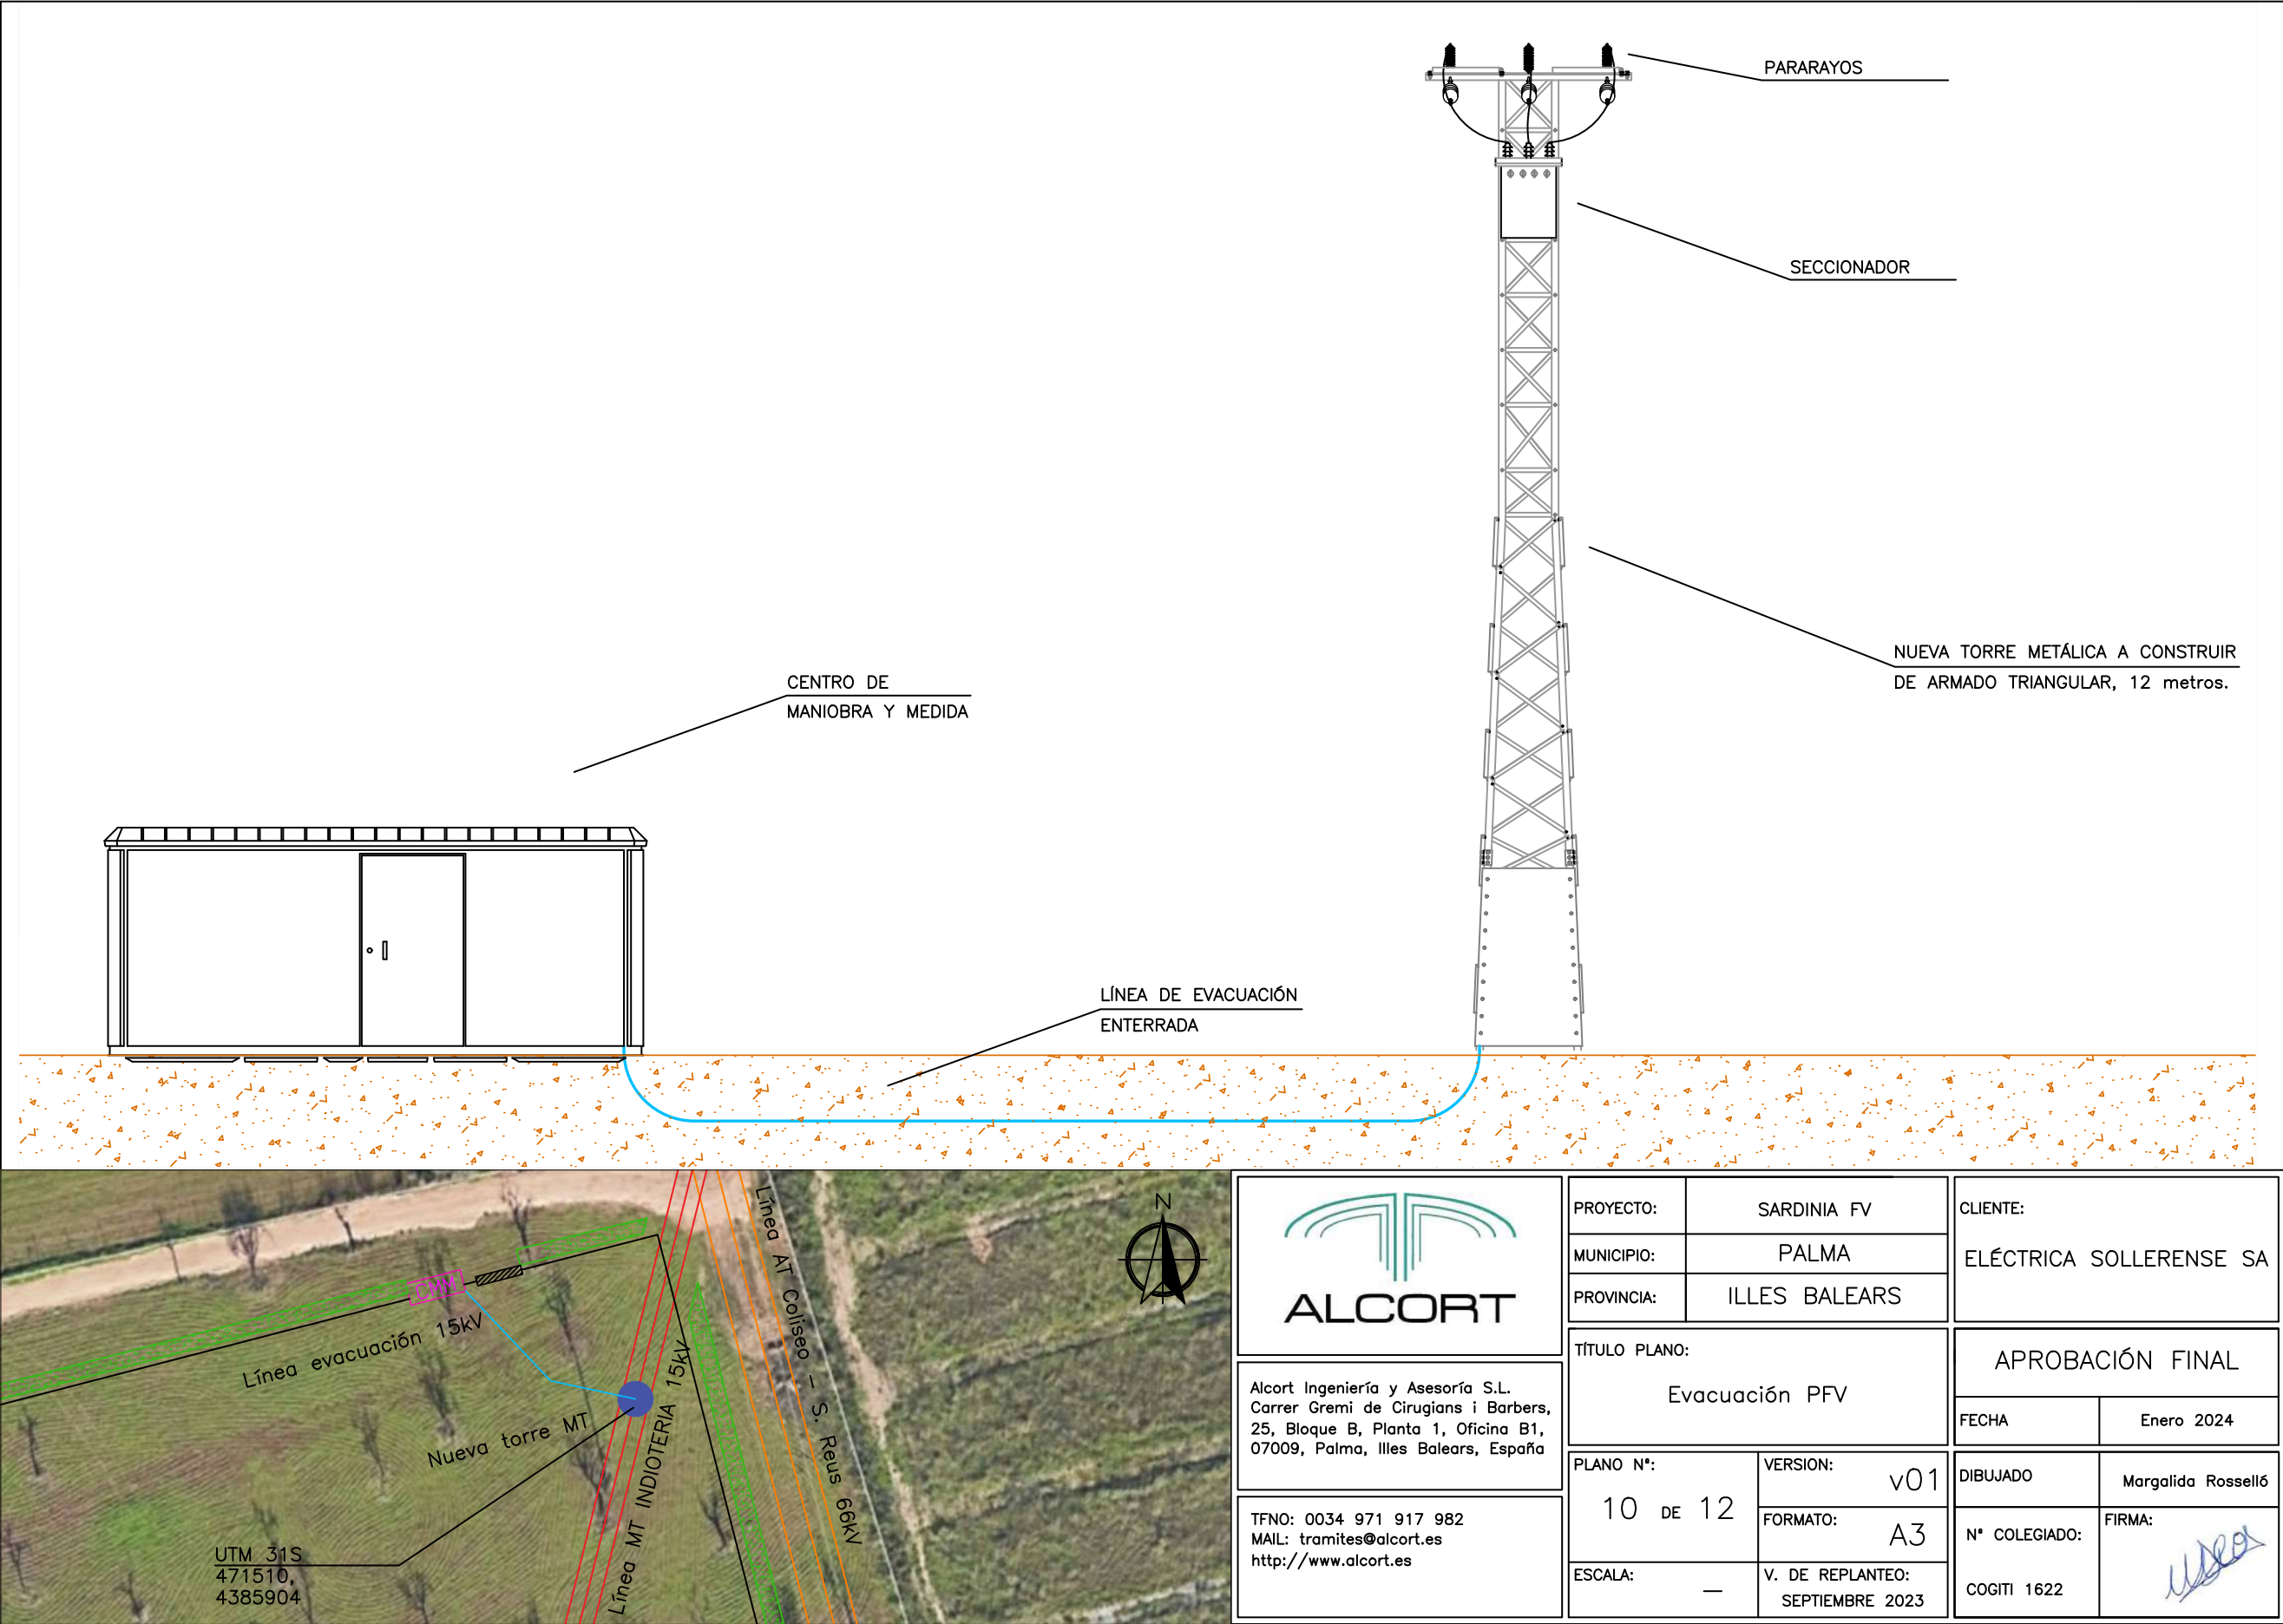 PARARAYOS
SECCIONADOR
NUEVA TORRE METÁLICA A CONSTRUIR
DE ARMADO TRIANGULAR, 12 metros.
CENTRO DE
MANIOBRA Y MEDIDA
LÍNEA DE EVACUACIÓN
ENTERRADA
N
CMM
Línea evacuación 15kV
Nueva torre MT
Línea MT INDIOTERIA 15kV
Línea AT Coliseo – S. Reus 66kV
UTM 31S
471510,
4385904
ALCORT
Alcort Ingeniería y Asesoría S.L.
Carrer Gremi de Cirugians i Barbers,
25, Bloque B, Planta 1, Oficina B1,
07009, Palma, Illes Balears, España
TFNO: 0034 971 917 982
MAIL: tramites@alcort.es
http://www.alcort.es
PROYECTO: SARDINIA FV
MUNICIPIO: PALMA
PROVINCIA: ILLES BALEARS
TÍTULO PLANO:
Evacuación PFV
PLANO Nº:
10 DE 12
VERSION:
v01
FORMATO:
A3
ESCALA:
—
V. DE REPLANTEO:
SEPTIEMBRE 2023
CLIENTE:
ELÉCTRICA SOLLERENSE SA
APROBACIÓN FINAL
FECHA Enero 2024
DIBUJADO Margalida Rosselló
Nº COLEGIADO:
COGITI 1622
FIRMA: